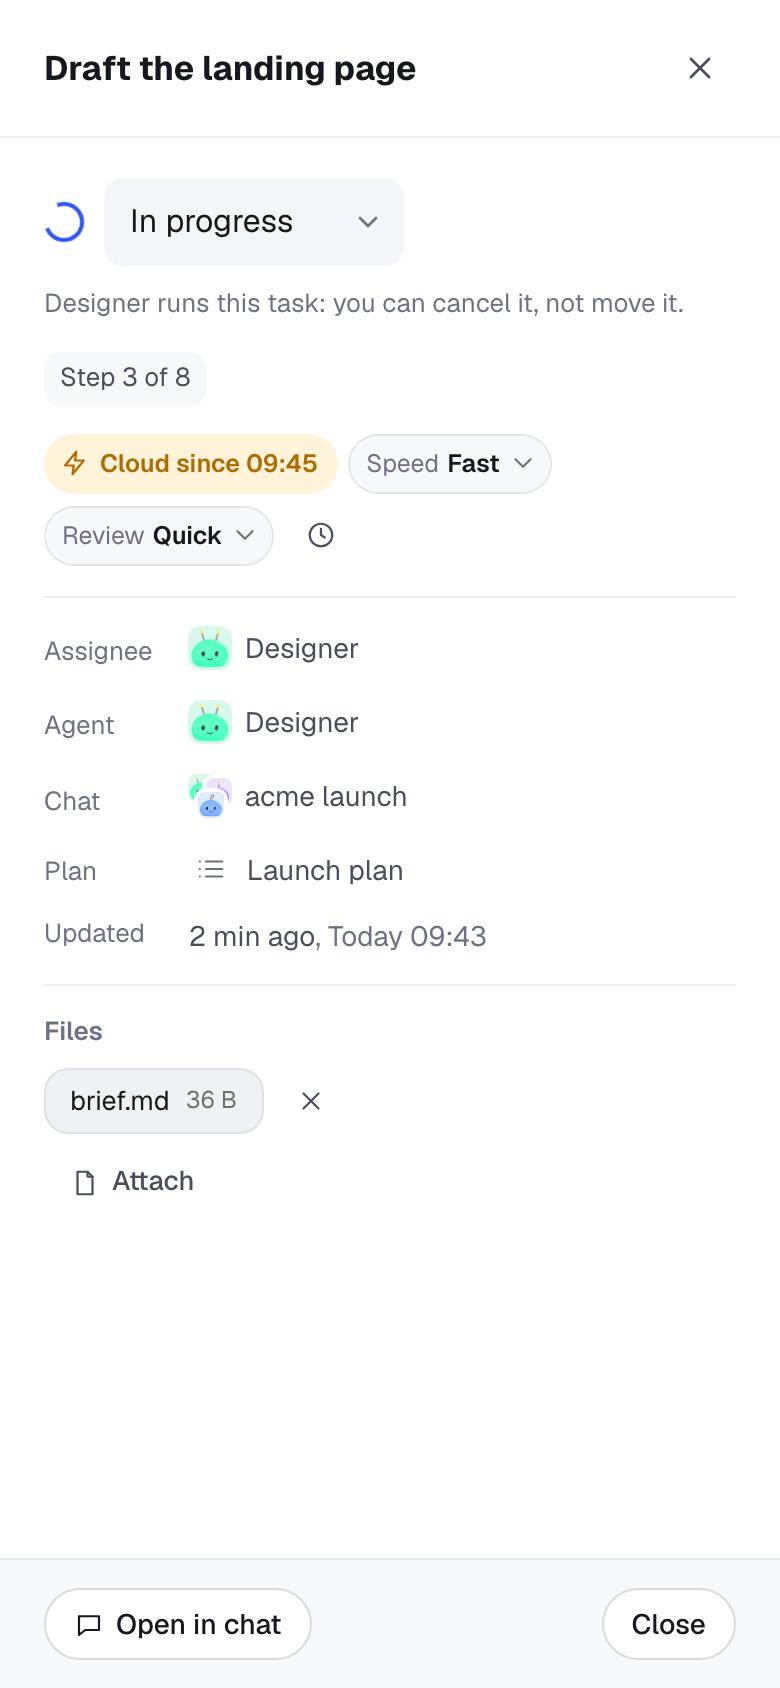 Draft the landing page
In progress
Designer runs this task: you can cancel it, not move it.
Step 3 of 8
Cloud since 09:45
Speed Fast
Review Quick
Assignee Designer
Agent Designer
Chat acme launch
Plan Launch plan
Updated 2 min ago, Today 09:43
Files
brief.md 36 B
Attach
Open in chat
Close